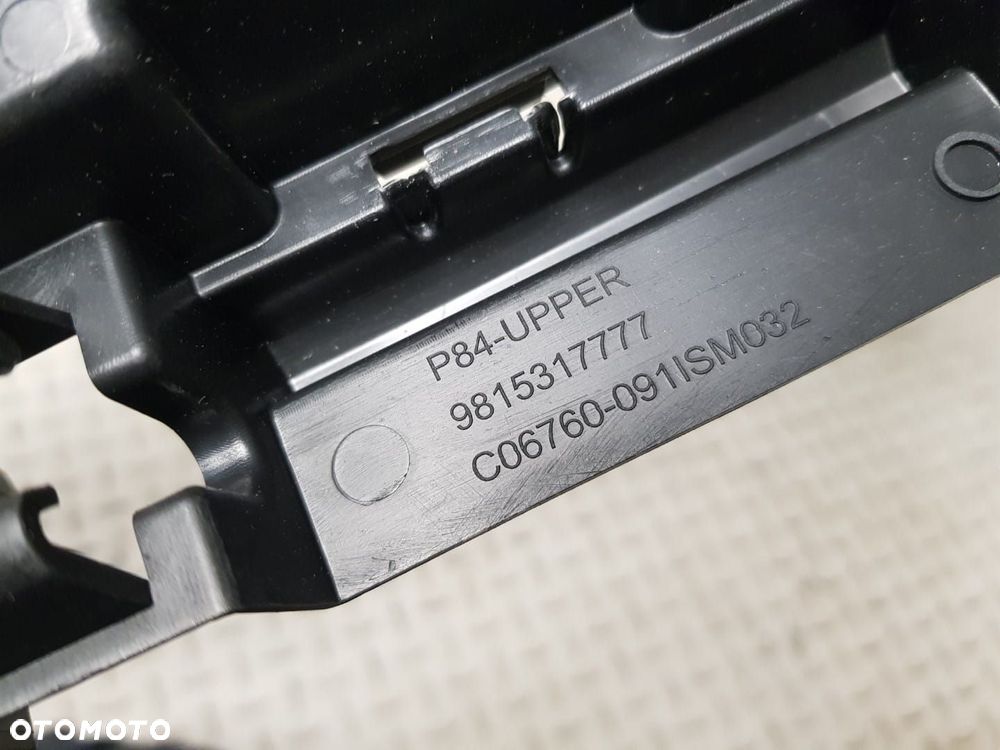 P84-UPPER
9815317777
C06760-091ISM032
OTOMOTO